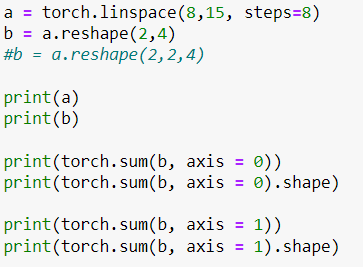 a = torch.linspace(8,15, steps=8)
b = a.reshape(2,4)
#b = a.reshape(2,2,4)
print(a)
print(b)
print(torch.sum(b, axis = 0))
print(torch.sum(b, axis = 0).shape)
print(torch.sum(b, axis = 1))
print(torch.sum(b, axis = 1).shape)